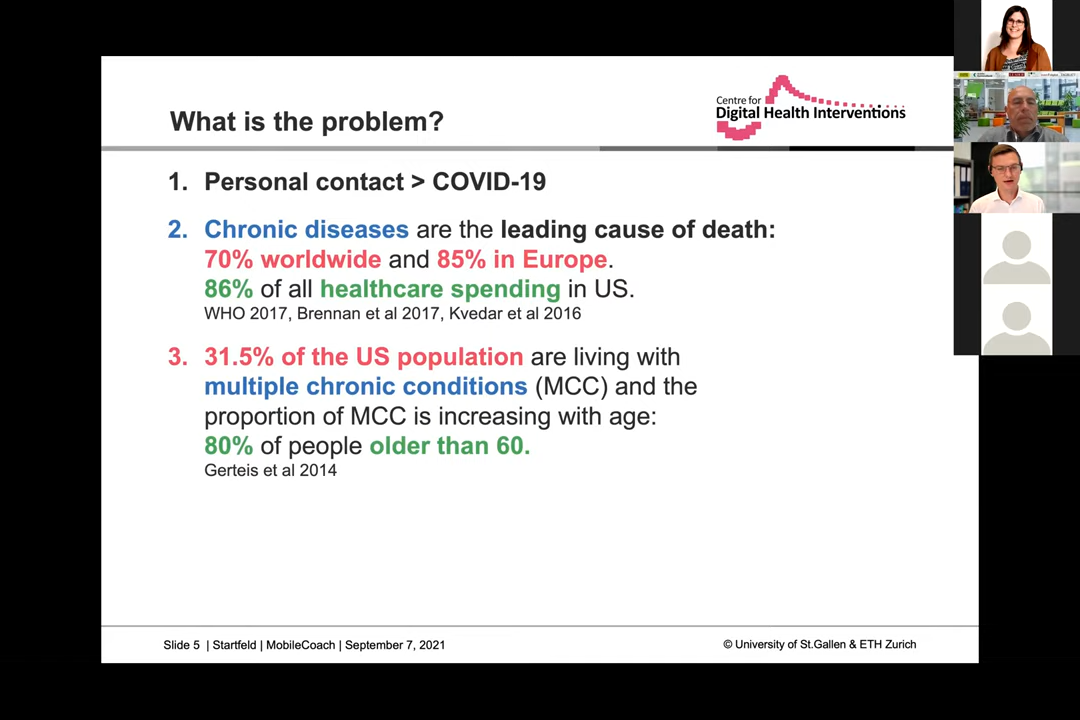 What is the problem?
Centre for
Digital Health Interventions
1. Personal contact > COVID-19
2. Chronic diseases are the leading cause of death:
70% worldwide and 85% in Europe.
86% of all healthcare spending in US.
WHO 2017, Brennan et al 2017, Kvedar et al 2016
3. 31.5% of the US population are living with
multiple chronic conditions (MCC) and the
proportion of MCC is increasing with age:
80% of people older than 60.
Gerteis et al 2014
Slide 5 | Startfeld | MobileCoach | September 7, 2021
© University of St.Gallen & ETH Zurich